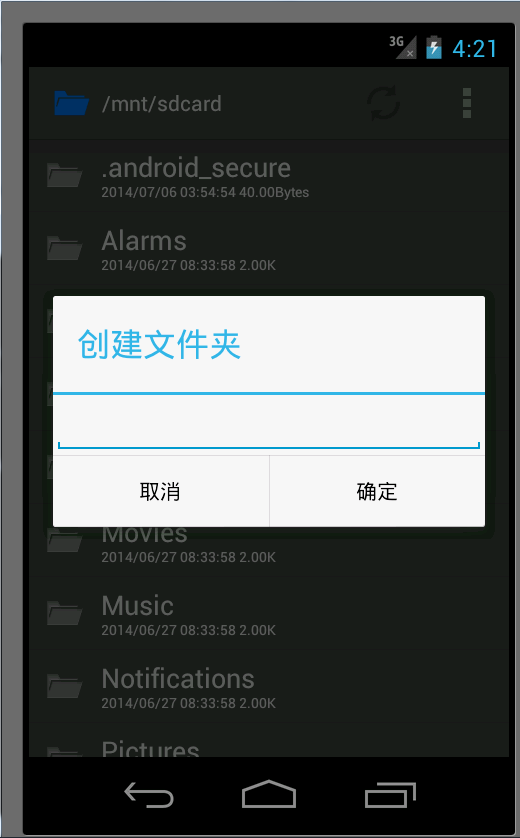 3G
4:21
/mnt/sdcard
.android_secure
2014/07/06 03:54:54 40.00Bytes
Alarms
2014/06/27 08:33:58 2.00K
创建文件夹
取消
确定
Movies
2014/06/27 08:33:58 2.00K
Music
2014/06/27 08:33:58 2.00K
Notifications
2014/06/27 08:33:58 2.00K
Pictures